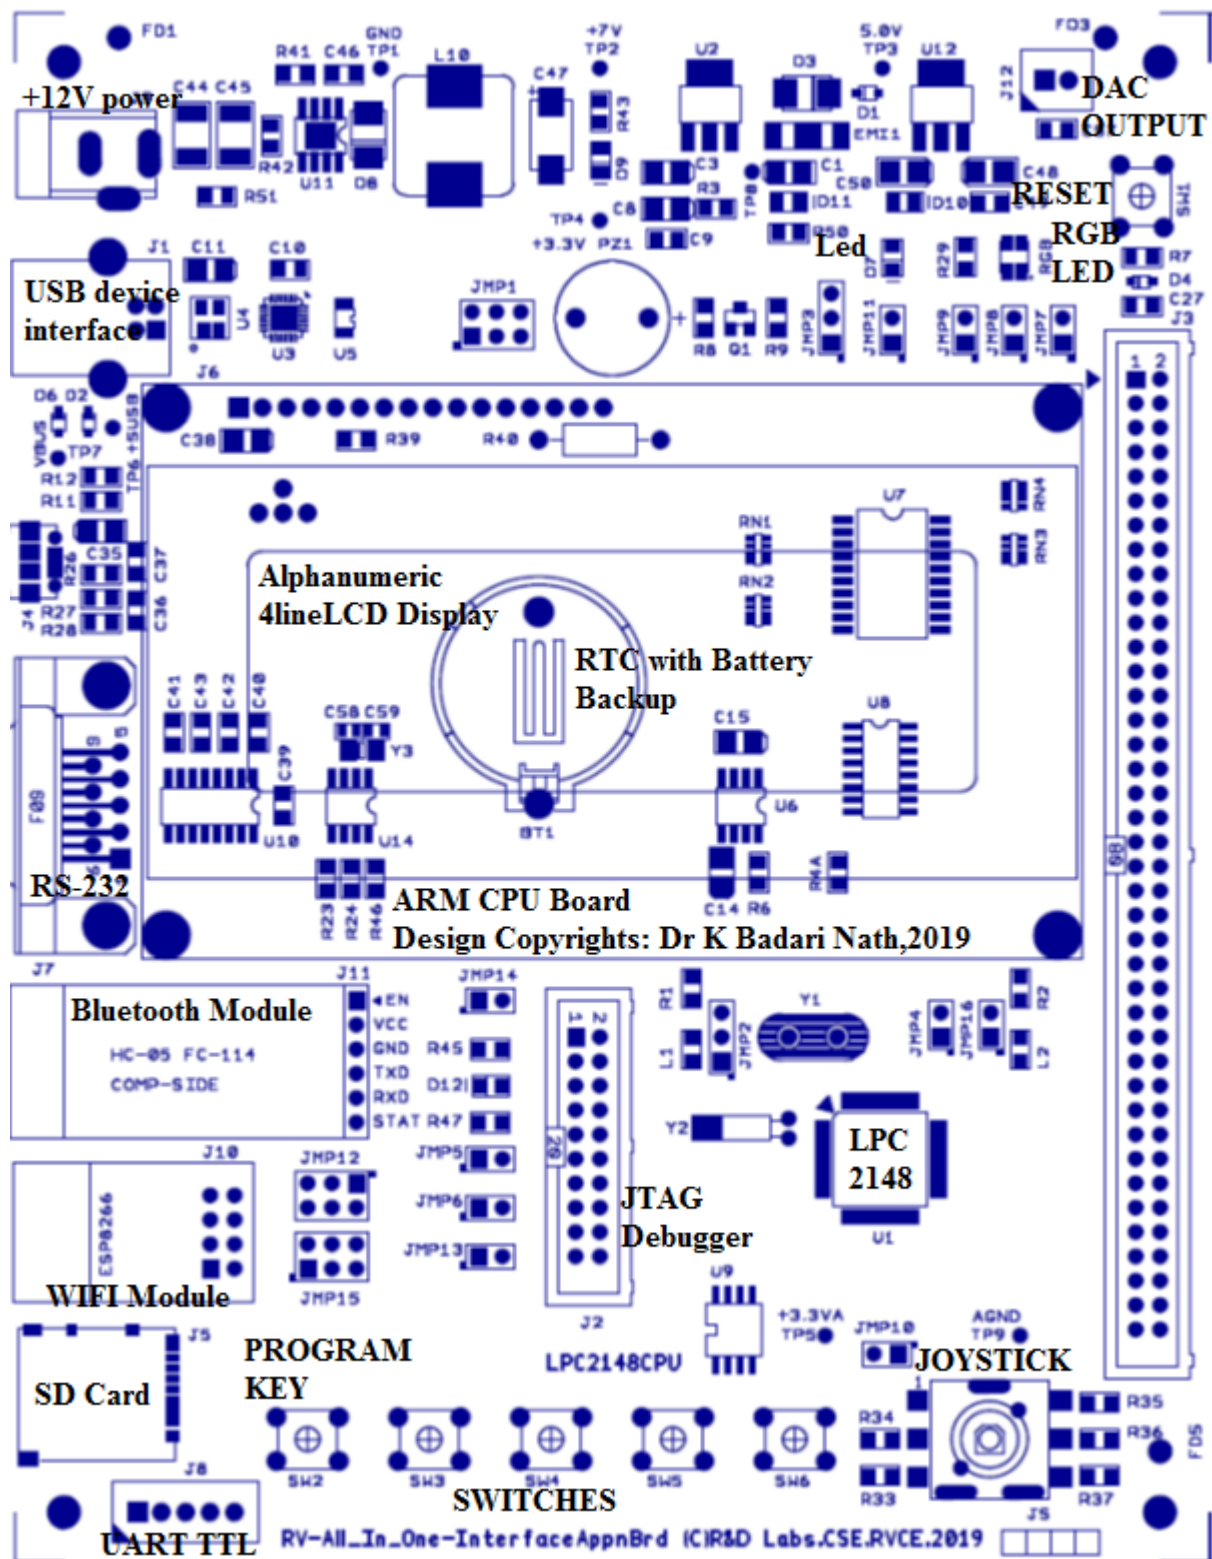 FD1
R41
C46
GND
TP1
L10
+7V
TP2
U2
D3
5.0V
TP3
U12
FD3
J12
DAC
OUTPUT
C44
C45
C47
R43
D1
EMI1
+12V power
R42
U11
D8
D9
C3
C1
C50
C48
R51
TP4
C8
R3
TP8
D11
D10
RESET
SW1
+3.3V
PZ1
C9
R50
Led
RGB
LED
J1
C11
C10
JMP1
D7
R29
RGB
R7
D4
C27
USB device
interface
U4
U3
U5
R8
Q1
R9
JMP3
JMP11
JMP9
JMP8
JMP7
J3
J6
1 2
D6
D2
VBUS
TP7
TP6 +5USB
C38
R39
R40
R12
R11
U7
RN4
C35
R26
C37
RN1
RN3
Alphanumeric
4lineLCD Display
RN2
J4
R27
R28
C36
RTC with Battery
Backup
C41
C43
C42
C40
C58
C59
C15
U8
Y3
C39
F09
U10
U14
BT1
U6
RS-232
R23
R24
R46
C14
R6
R4A
ARM CPU Board
Design Copyrights: Dr K Badari Nath,2019
J7
J11
JMP14
Bluetooth Module
EN
VCC
GND
TXD
RXD
STAT
HC-05 FC-114
COMP-SIDE
R45
D12
R47
1 2
R1
L1
JMP2
Y1
JMP4
JMP16
R2
L2
Y2
LPC
2148
U1
20
J10
JMP12
JMP5
JMP6
JMP13
JTAG
Debugger
ESP8266
WIFI Module
JMP15
J2
U9
+3.3VA
TP5
AGND
TP9
JMP10
J5
PROGRAM
KEY
LPC2148CPU
JOYSTICK
1
SD Card
R34
R35
R36
FD5
SW2
SW3
SW4
SW5
SW6
R33
R37
J8
SWITCHES
J5
UART TTL
RV-All_In_One-InterfaceAppnBrd (C)R&D Labs.CSE.RVCE.2019